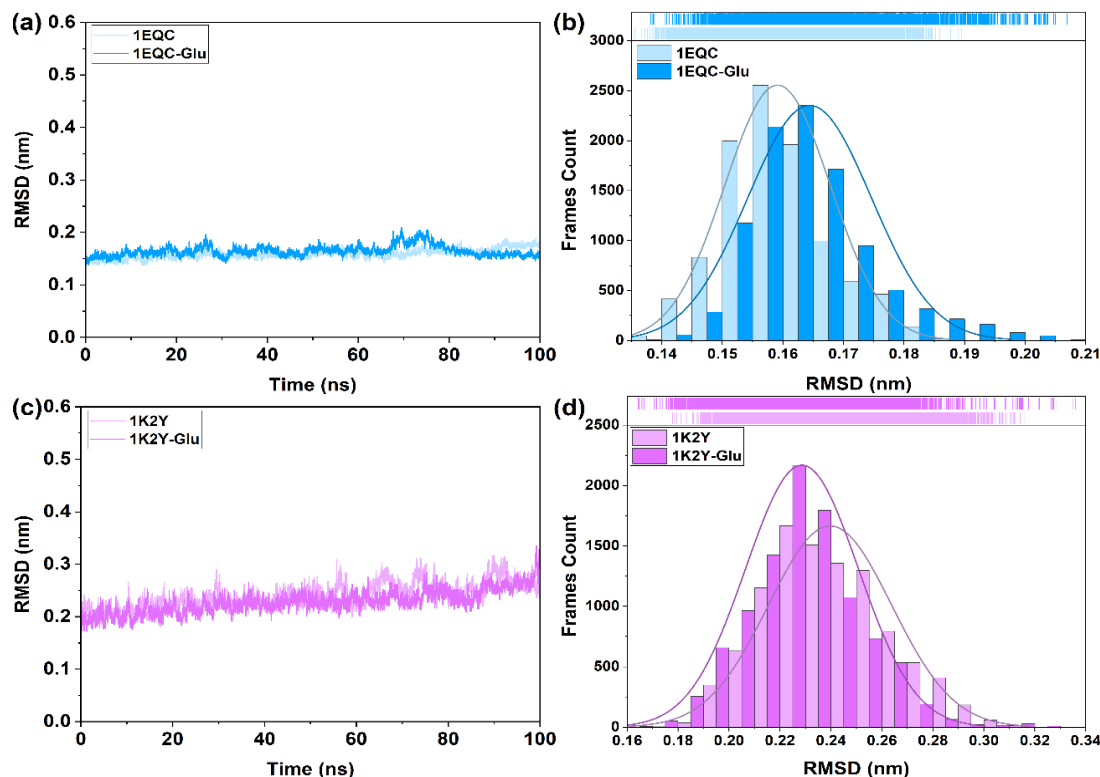 (a)
0.6
0.5
0.4
0.3
0.2
0.1
0.0
RMSD (nm)
1EQC
1EQC-Glu
0 20 40 60 80 100
Time (ns)
(b)
3000
2500
2000
1500
1000
500
0
Frames Count
1EQC
1EQC-Glu
0.14 0.15 0.16 0.17 0.18 0.19 0.20 0.21
RMSD (nm)
(c)
0.6
0.5
0.4
0.3
0.2
0.1
0.0
RMSD (nm)
1K2Y
1K2Y-Glu
0 20 40 60 80 100
Time (ns)
(d)
2500
2000
1500
1000
500
0
Frames Count
1K2Y
1K2Y-Glu
0.16 0.18 0.20 0.22 0.24 0.26 0.28 0.30 0.32 0.34
RMSD (nm)